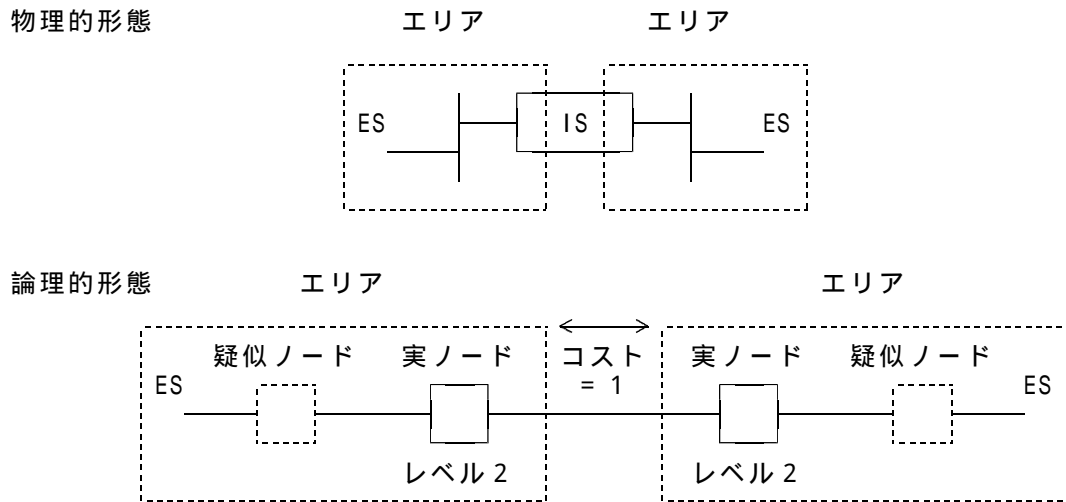 物理的形態 エリア エリア
ES IS ES
論理的形態 エリア エリア
疑似ノード 実ノード コスト 実ノード 疑似ノード
ES = 1 ES
レベル2 レベル2